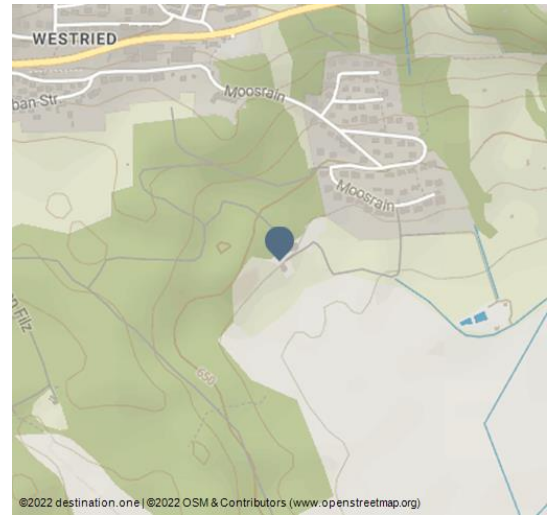 WESTRIED
ban-Str.
Moosrain
Moosrain
n Filz
650
©2022 destination.one | ©2022 OSM & Contributors (www.openstreetmap.org)